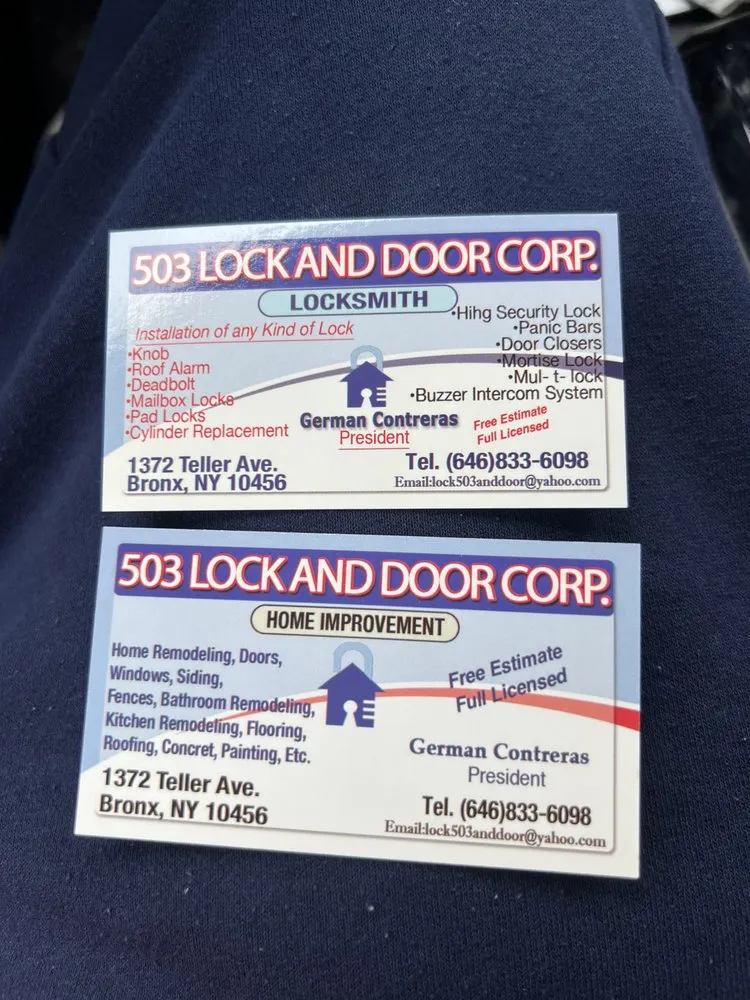 503 LOCK AND DOOR CORP.
LOCKSMITH
Installation of any Kind of Lock
•Knob
•Roof Alarm
•Deadbolt
•Mailbox Locks
•Pad Locks
•Cylinder Replacement
•Hihg Security Lock
•Panic Bars
•Door Closers
•Mortise Lock
•Mul- t- lock
•Buzzer Intercom System
German Contreras
President
Free Estimate
Full Licensed
1372 Teller Ave.
Bronx, NY 10456
Tel. (646)833-6098
Email:lock503anddoor@yahoo.com
503 LOCK AND DOOR CORP.
HOME IMPROVEMENT
Home Remodeling, Doors,
Windows, Siding,
Fences, Bathroom Remodeling,
Kitchen Remodeling, Flooring,
Roofing, Concret, Painting, Etc.
Free Estimate
Full Licensed
German Contreras
President
1372 Teller Ave.
Bronx, NY 10456
Tel. (646)833-6098
Email:lock503anddoor@yahoo.com